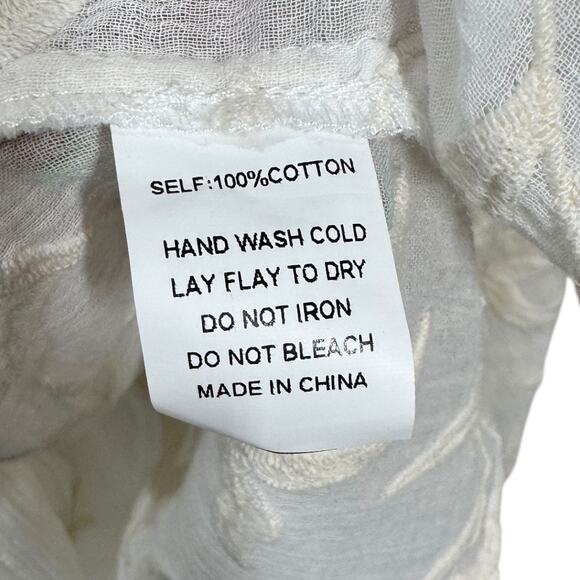 SELF:100%COTTON
HAND WASH COLD
LAY FLAY TO DRY
DO NOT IRON
DO NOT BLEACH
MADE IN CHINA